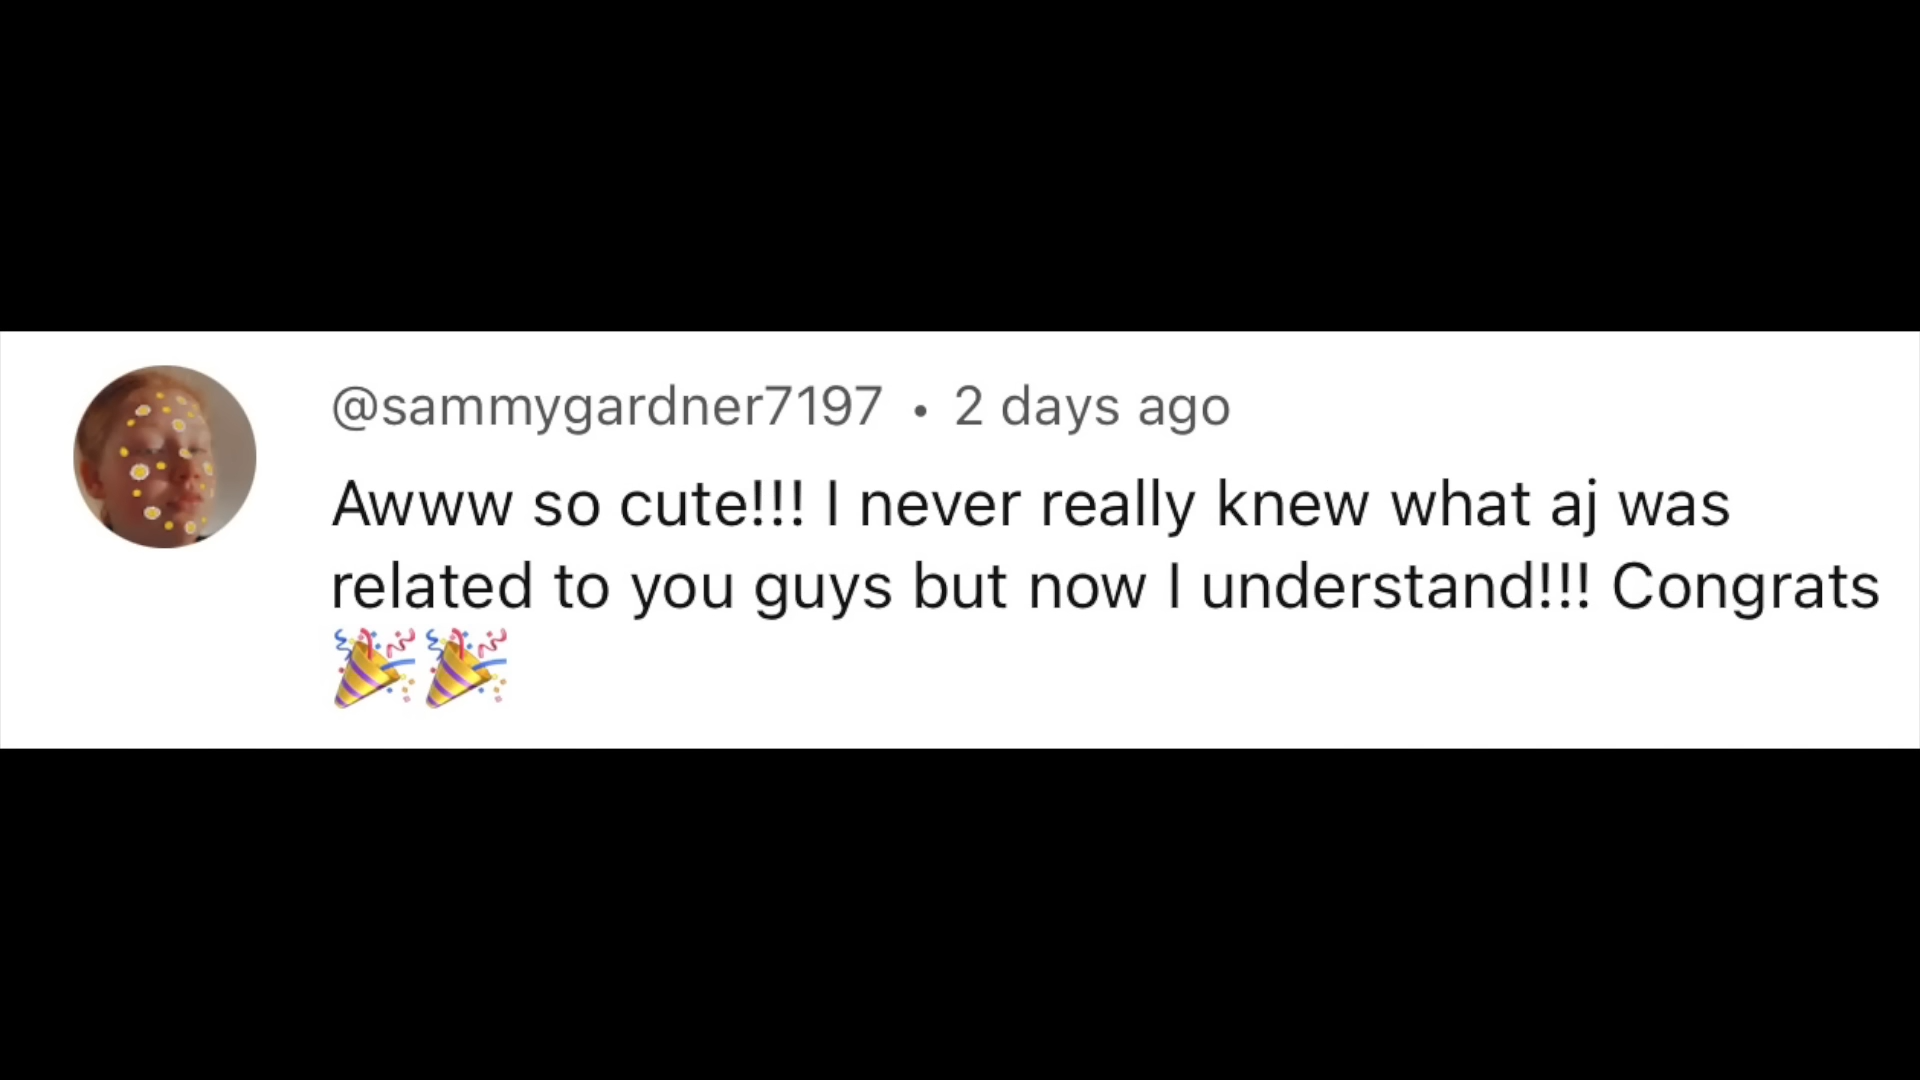 @sammygardner7197 • 2 days ago
Awww so cute!!! I never really knew what aj was
related to you guys but now I understand!!! Congrats
🎉🎉